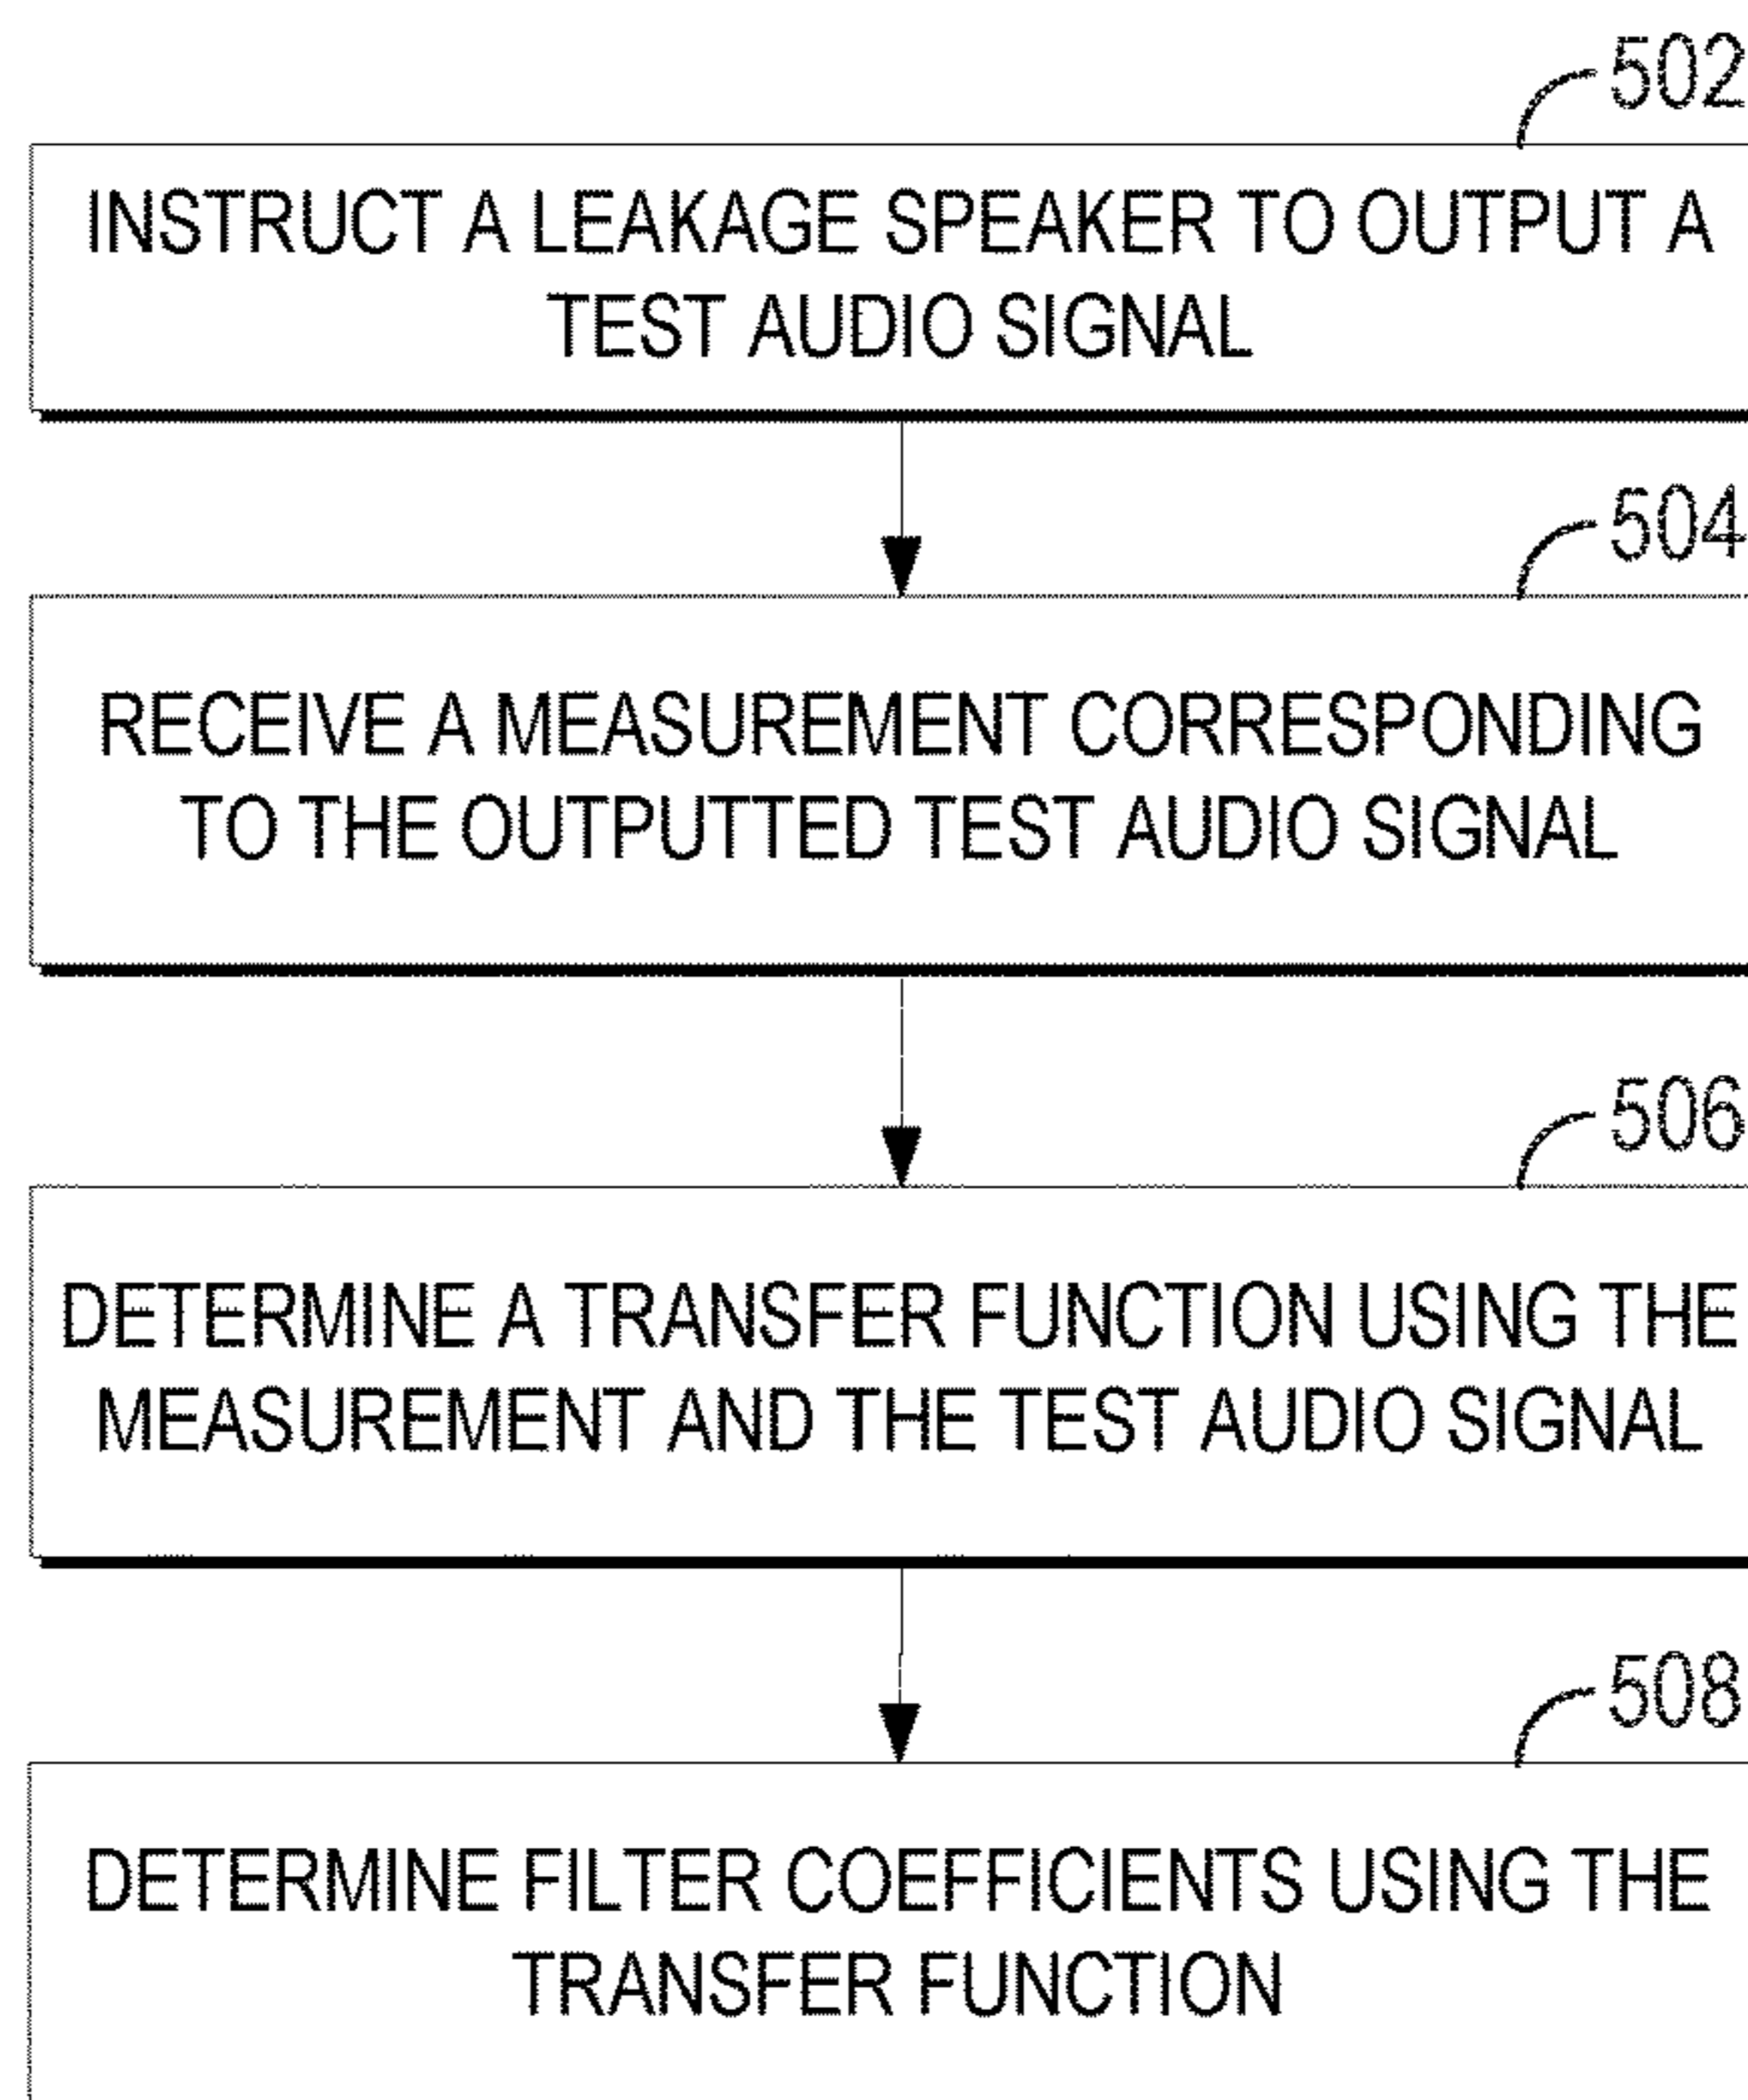 502
INSTRUCT A LEAKAGE SPEAKER TO OUTPUT A
TEST AUDIO SIGNAL
504
RECEIVE A MEASUREMENT CORRESPONDING
TO THE OUTPUTTED TEST AUDIO SIGNAL
506
DETERMINE A TRANSFER FUNCTION USING THE
MEASUREMENT AND THE TEST AUDIO SIGNAL
508
DETERMINE FILTER COEFFICIENTS USING THE
TRANSFER FUNCTION